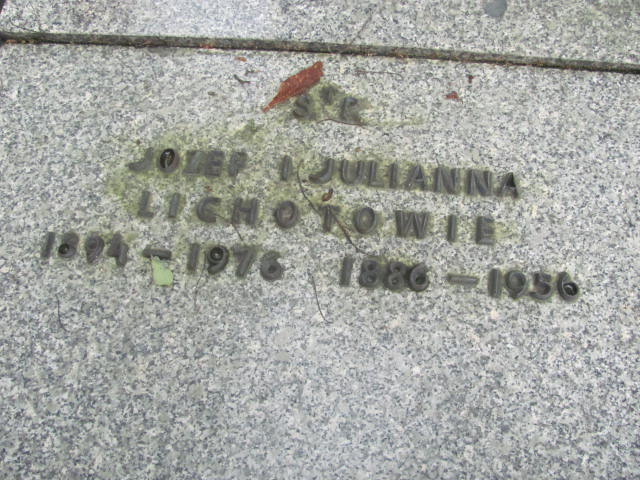 ŚP
JÓZEF I JULIANNA
LICHOTOWIE
1894 - 1976 1886 - 1956